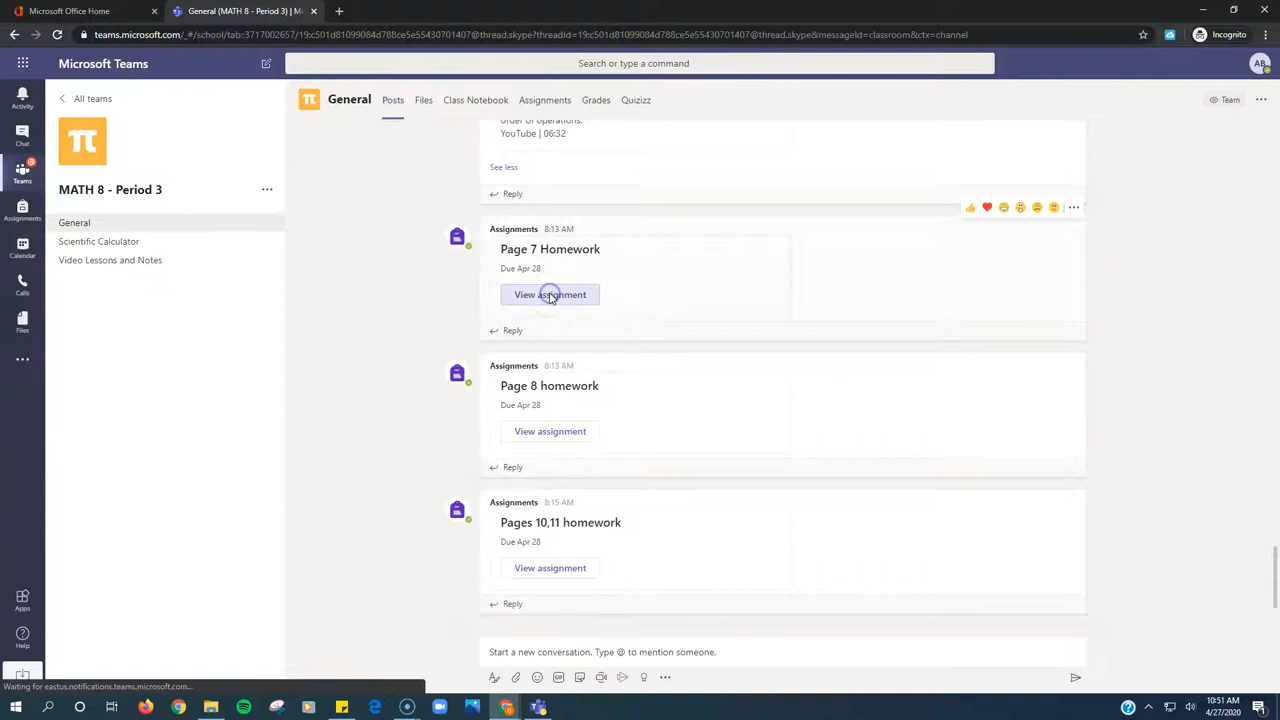 Microsoft Office Home
General (MATH 8 - Period 3) | M
teams.microsoft.com/_#/school/tab::3717002657/19:c501d81099084d788ce5e55430701407@thread.skype?threadId=19:c501d81099084d788ce5e55430701407@thread.skype&messageId=classroom&ctx=channel
Incognito
Microsoft Teams
Search or type a command
AB
Activity
Chat
Teams
Assignments
Calendar
Calls
Files
Apps
Help
All teams
π
MATH 8 - Period 3
General
Scientific Calculator
Video Lessons and Notes
π
General
Posts
Files
Class Notebook
Assignments
Grades
Quizizz
Team
order of operations.
YouTube | 06:32
See less
Reply
Assignments 8:13 AM
Page 7 Homework
Due Apr 28
View assignment
Reply
Assignments 8:13 AM
Page 8 homework
Due Apr 28
View assignment
Reply
Assignments 8:15 AM
Pages 10,11 homework
Due Apr 28
View assignment
Reply
Start a new conversation. Type @ to mention someone.
Waiting for eastus.notifications.teams.microsoft.com...
10:51 AM
4/27/2020